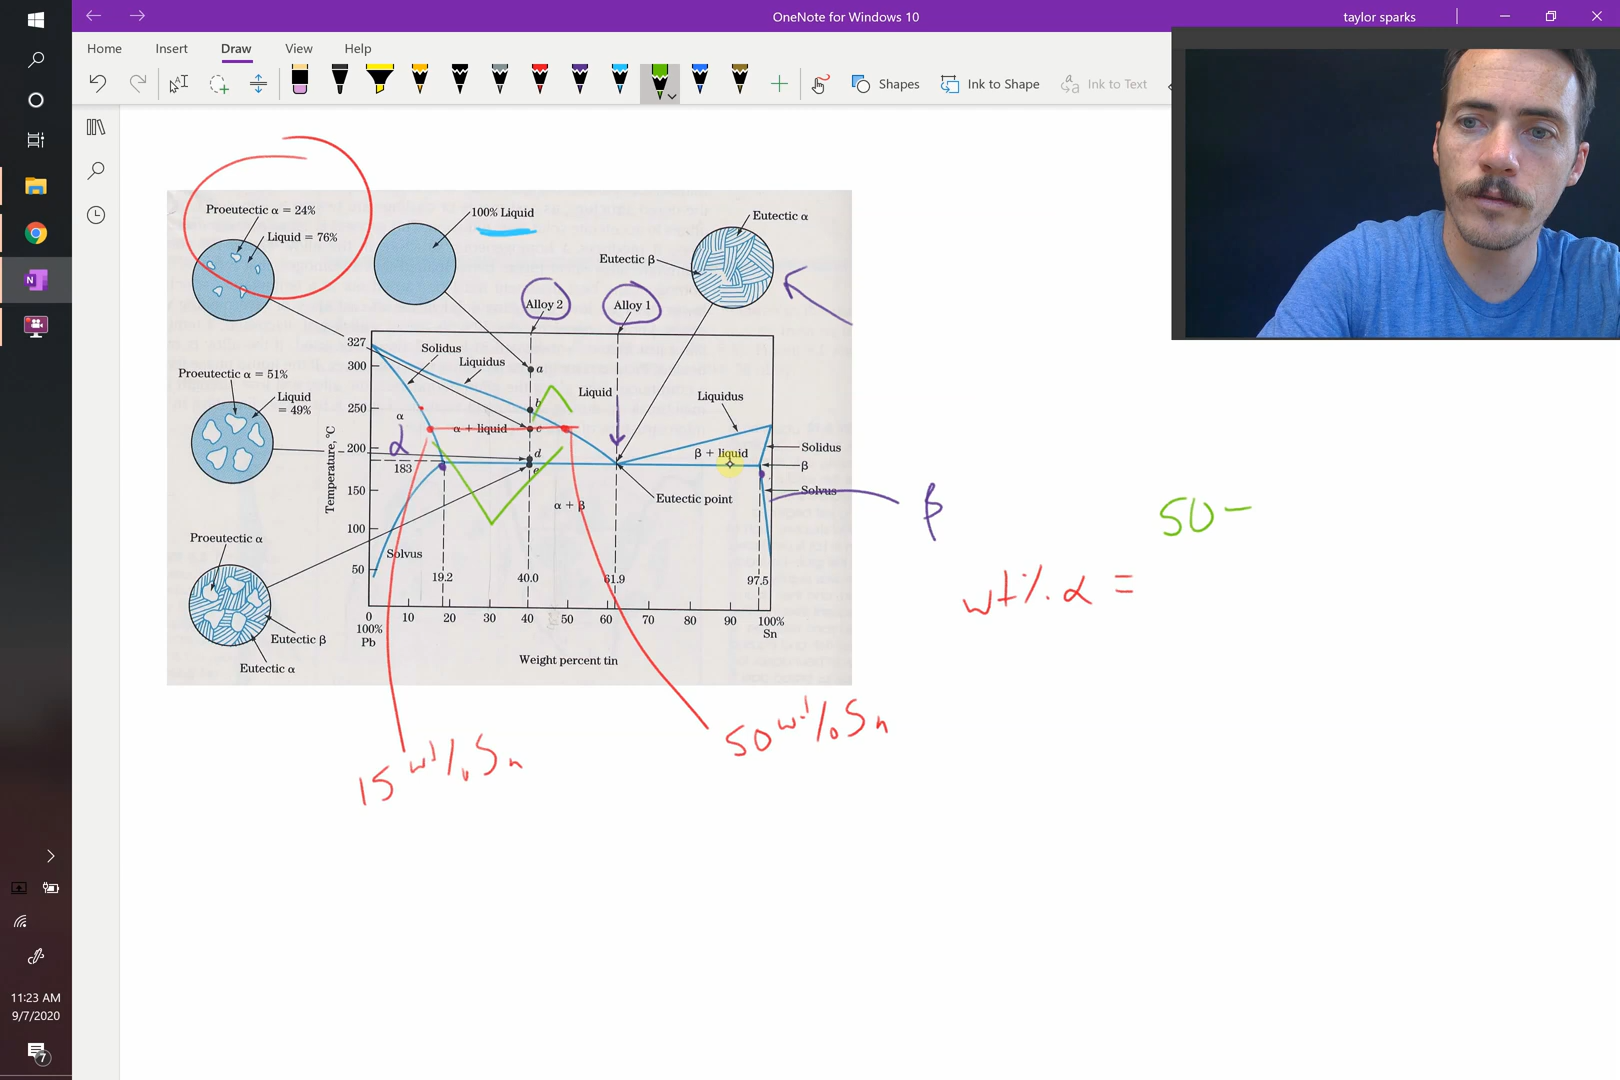 OneNote for Windows 10
taylor sparks
Home Insert Draw View Help
Shapes
Ink to Shape
Ink to Text
Proeutectic α = 24%
Liquid = 76%
100% Liquid
Eutectic α
Eutectic β
Alloy 2
Alloy 1
327
300
250
200
183
150
100
50
Temperature, °C
Solidus
Liquidus
a
b
Liquid
Liquidus
α
α + liquid
c
α
d
e
β + liquid
Solidus
β
Solvus
Eutectic point
α + β
Solvus
19.2
40.0
61.9
97.5
0 10 20 30 40 50 60 70 80 90 100%
100%
Pb
Sn
Weight percent tin
Proeutectic α = 51%
Liquid
= 49%
Proeutectic α
Eutectic β
Eutectic α
β
50 -
wt% α =
15 wt% Sn
50 wt% Sn
11:23 AM
9/7/2020
7